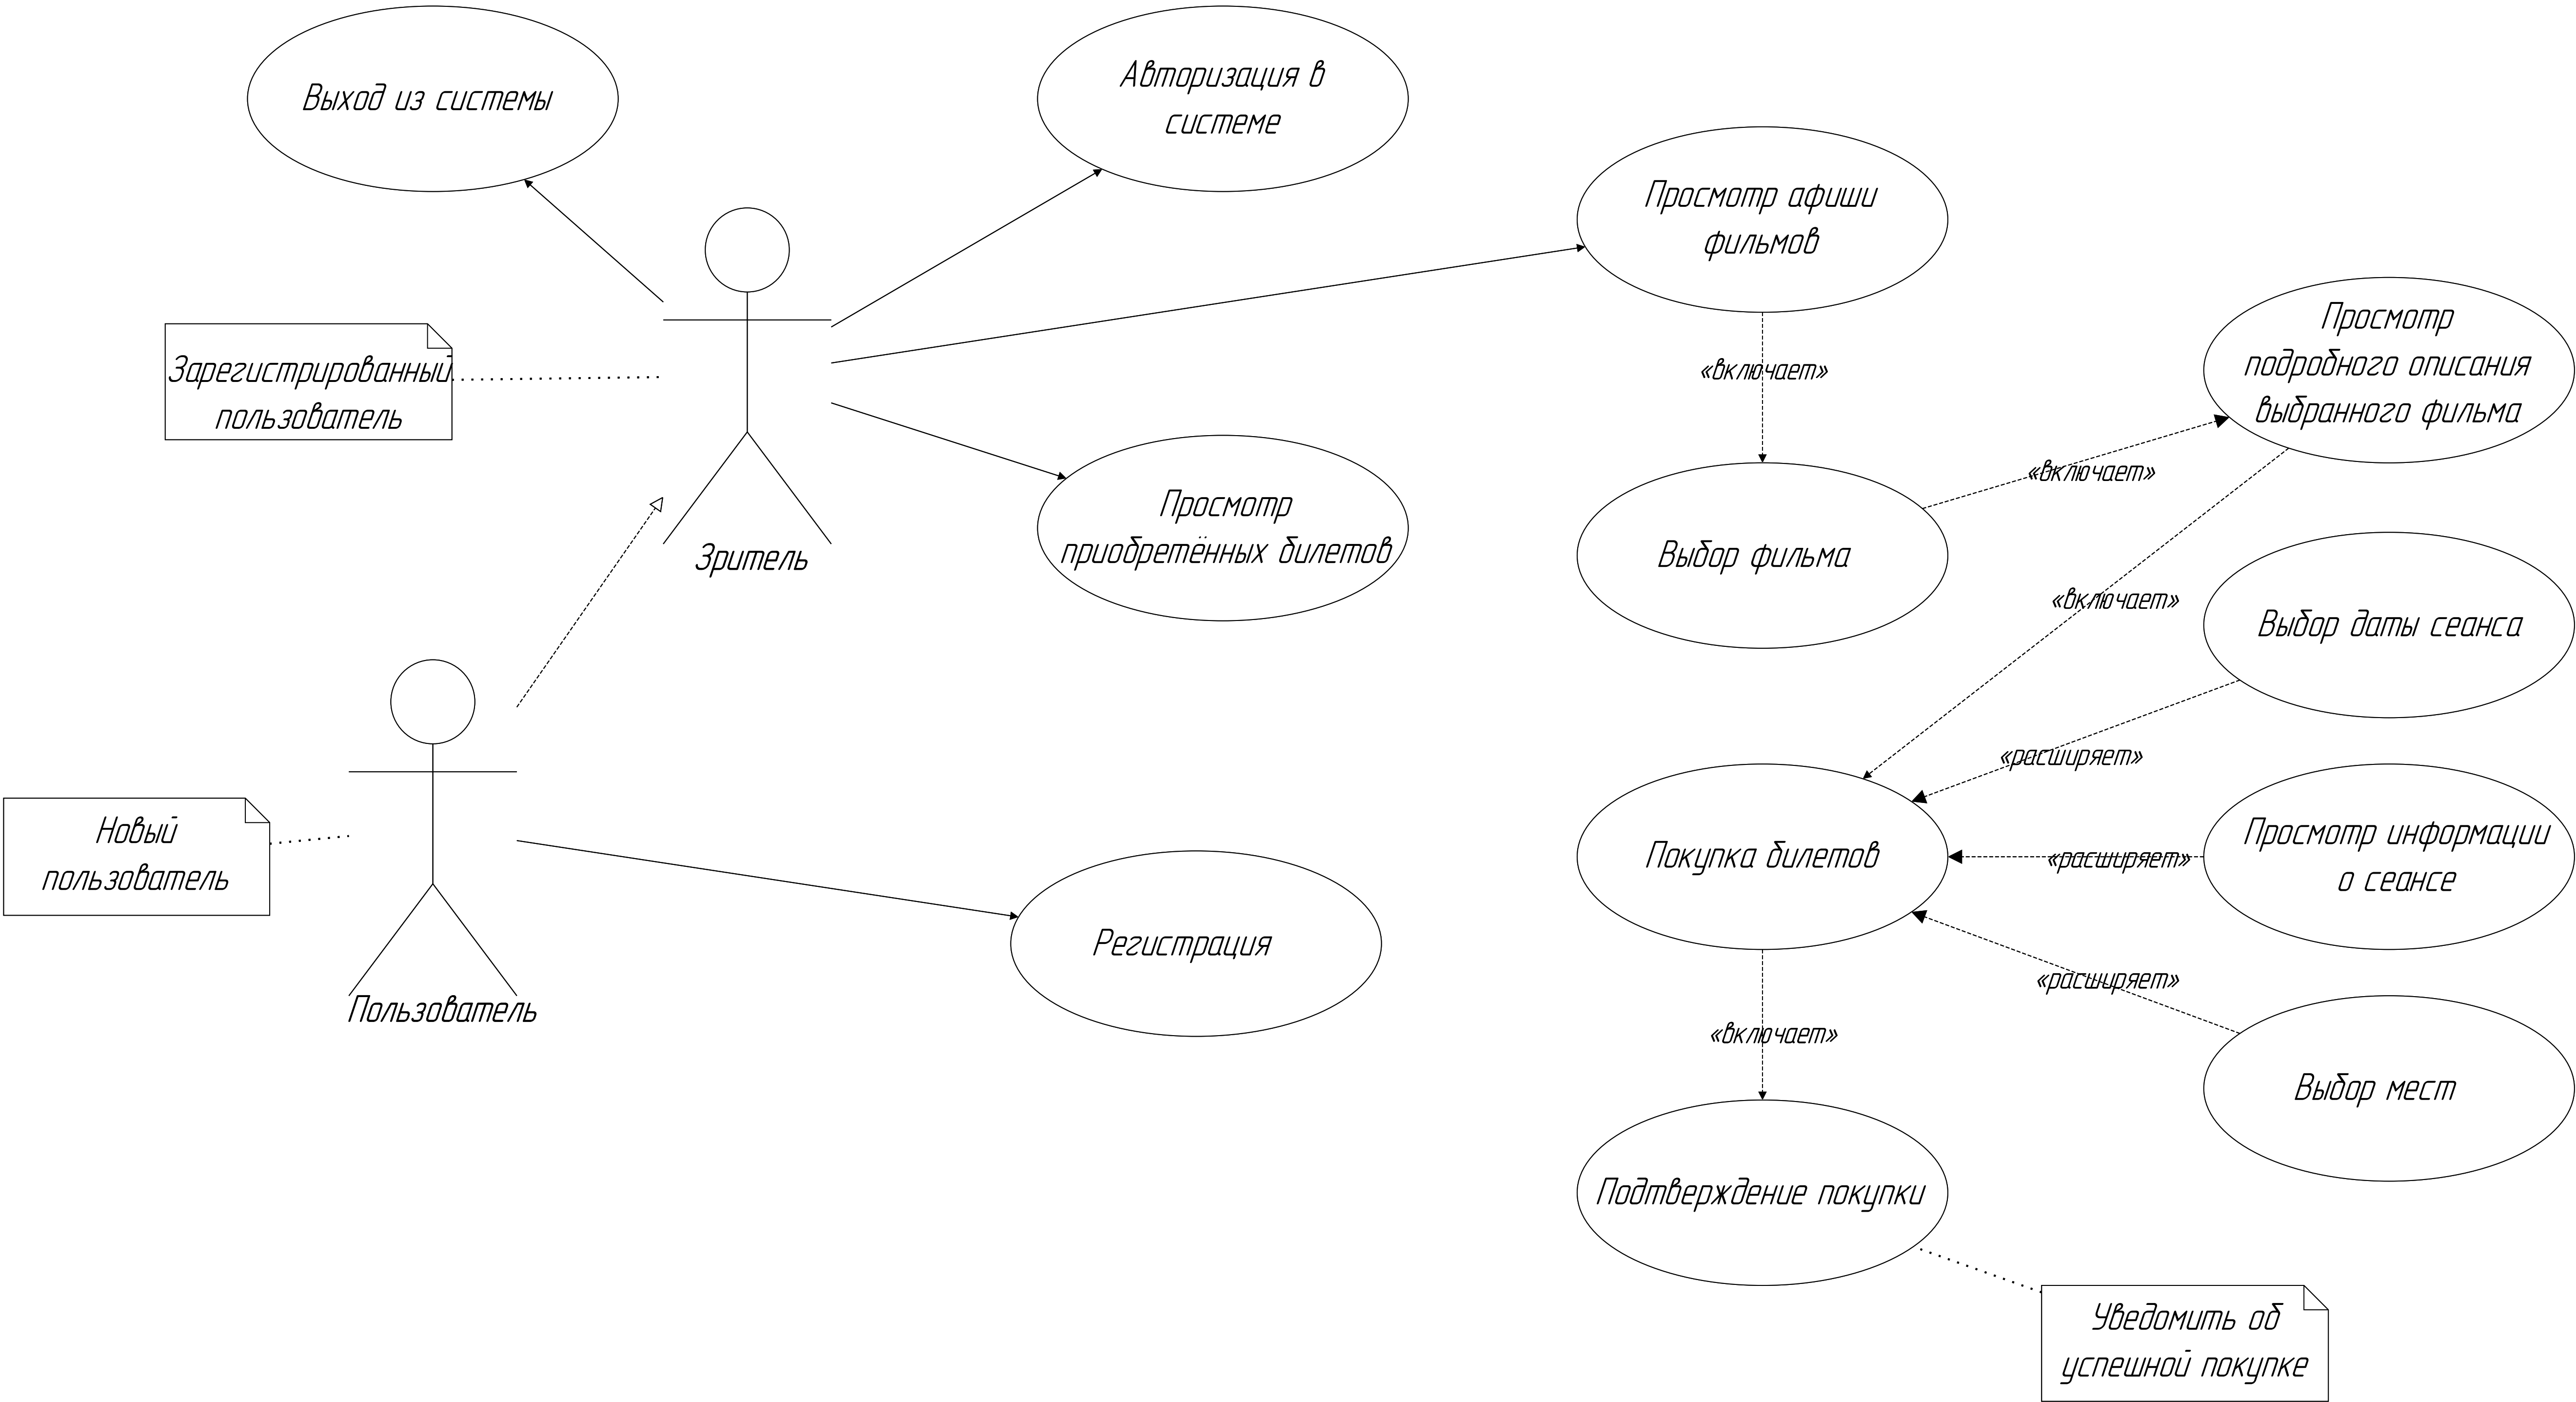 Выход из системы
Авторизация в
системе
Просмотр афиши
фильмов
«включает»
Зарегистрированный
пользователь
Зритель
Просмотр
приобретённых билетов
Выбор фильма
«включает»
Просмотр
подробного описания
выбранного фильма
«включает»
Выбор даты сеанса
«расширяет»
Новый
пользователь
Пользователь
Регистрация
Покупка билетов
«расширяет»
Просмотр информации
о сеансе
«расширяет»
Выбор мест
«включает»
Подтверждение покупки
Уведомить об
успешной покупке